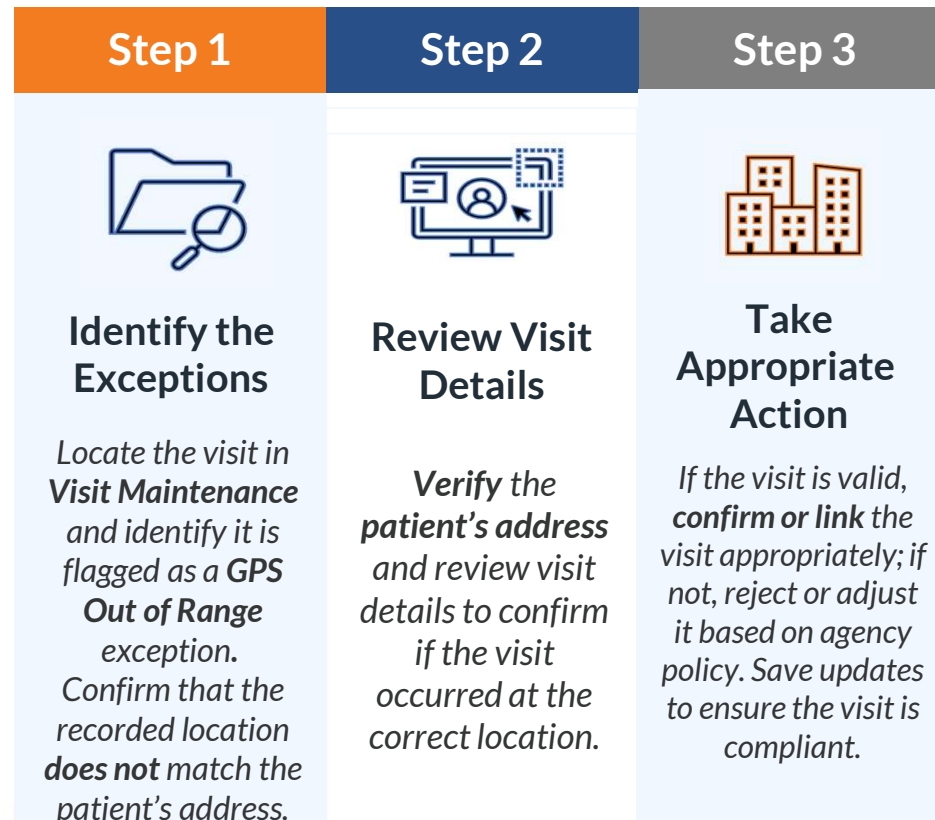 Step 1
Identify the
Exceptions
Locate the visit in
Visit Maintenance
and identify it is
flagged as a GPS
Out of Range
exception.
Confirm that the
recorded location
does not match the
patient's address.
Step 2
Review Visit
Details
Verify the
patient's address
and review visit
details to confirm
if the visit
occurred at the
correct location.
Step 3
Take
Appropriate
Action
If the visit is valid,
confirm or link the
visit appropriately; if
not, reject or adjust
it based on agency
policy. Save updates
to ensure the visit is
compliant.